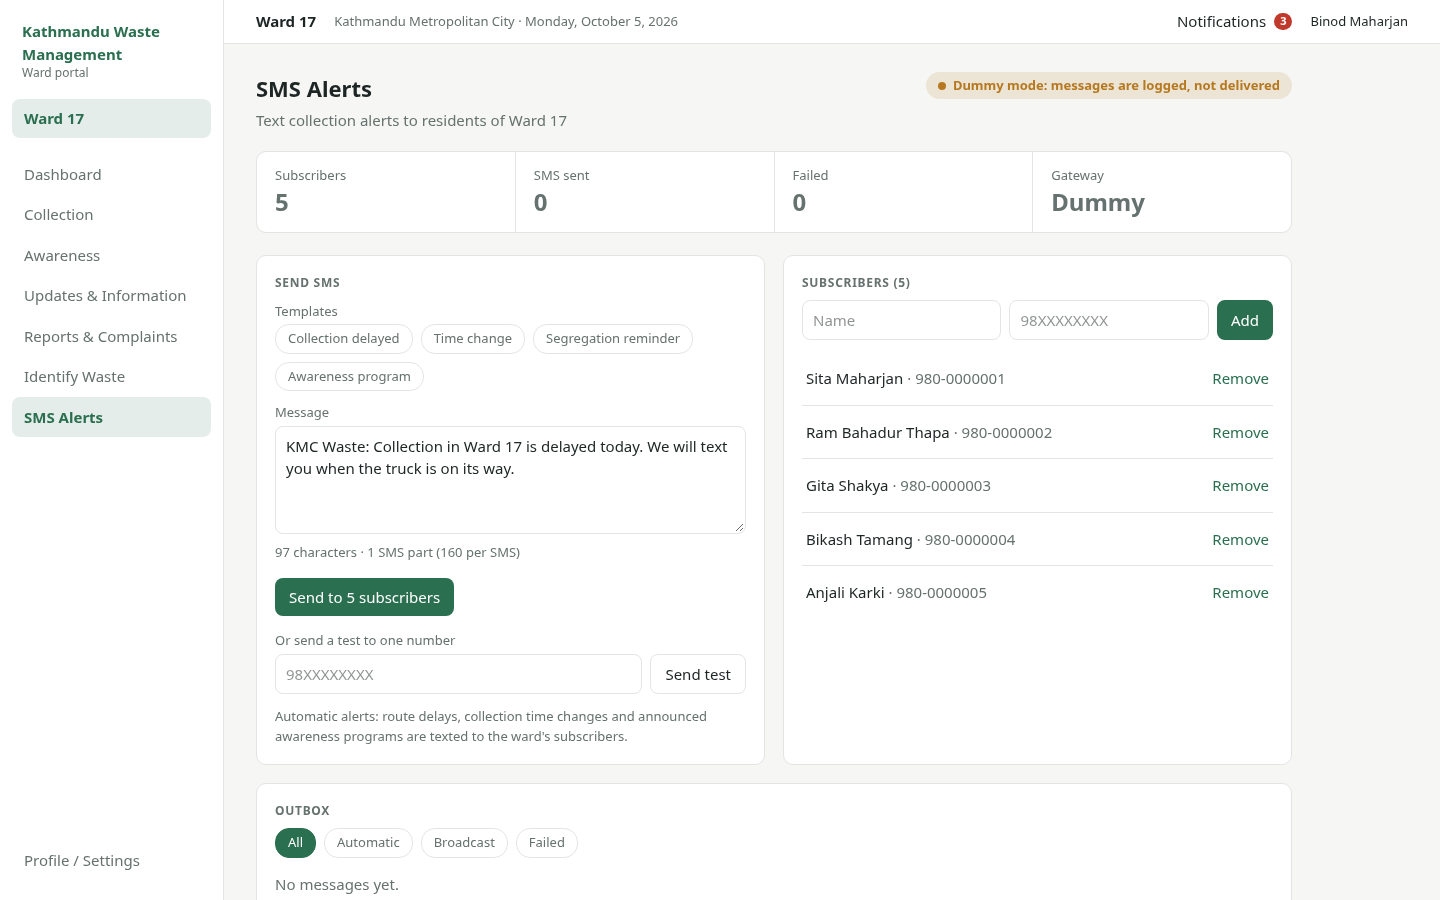 Kathmandu Waste
Management
Ward portal
Ward 17
Dashboard
Collection
Awareness
Updates & Information
Reports & Complaints
Identify Waste
SMS Alerts
Profile / Settings
Ward 17 Kathmandu Metropolitan City · Monday, October 5, 2026 Notifications 3 Binod Maharjan
SMS Alerts
Dummy mode: messages are logged, not delivered
Text collection alerts to residents of Ward 17
Subscribers
5
SMS sent
0
Failed
0
Gateway
Dummy
SEND SMS
Templates
Collection delayed Time change Segregation reminder
Awareness program
Message
KMC Waste: Collection in Ward 17 is delayed today. We will text
you when the truck is on its way.
97 characters · 1 SMS part (160 per SMS)
Send to 5 subscribers
Or send a test to one number
98XXXXXXXX Send test
Automatic alerts: route delays, collection time changes and announced
awareness programs are texted to the ward's subscribers.
SUBSCRIBERS (5)
Name 98XXXXXXXX Add
Sita Maharjan · 980-0000001 Remove
Ram Bahadur Thapa · 980-0000002 Remove
Gita Shakya · 980-0000003 Remove
Bikash Tamang · 980-0000004 Remove
Anjali Karki · 980-0000005 Remove
OUTBOX
All Automatic Broadcast Failed
No messages yet.